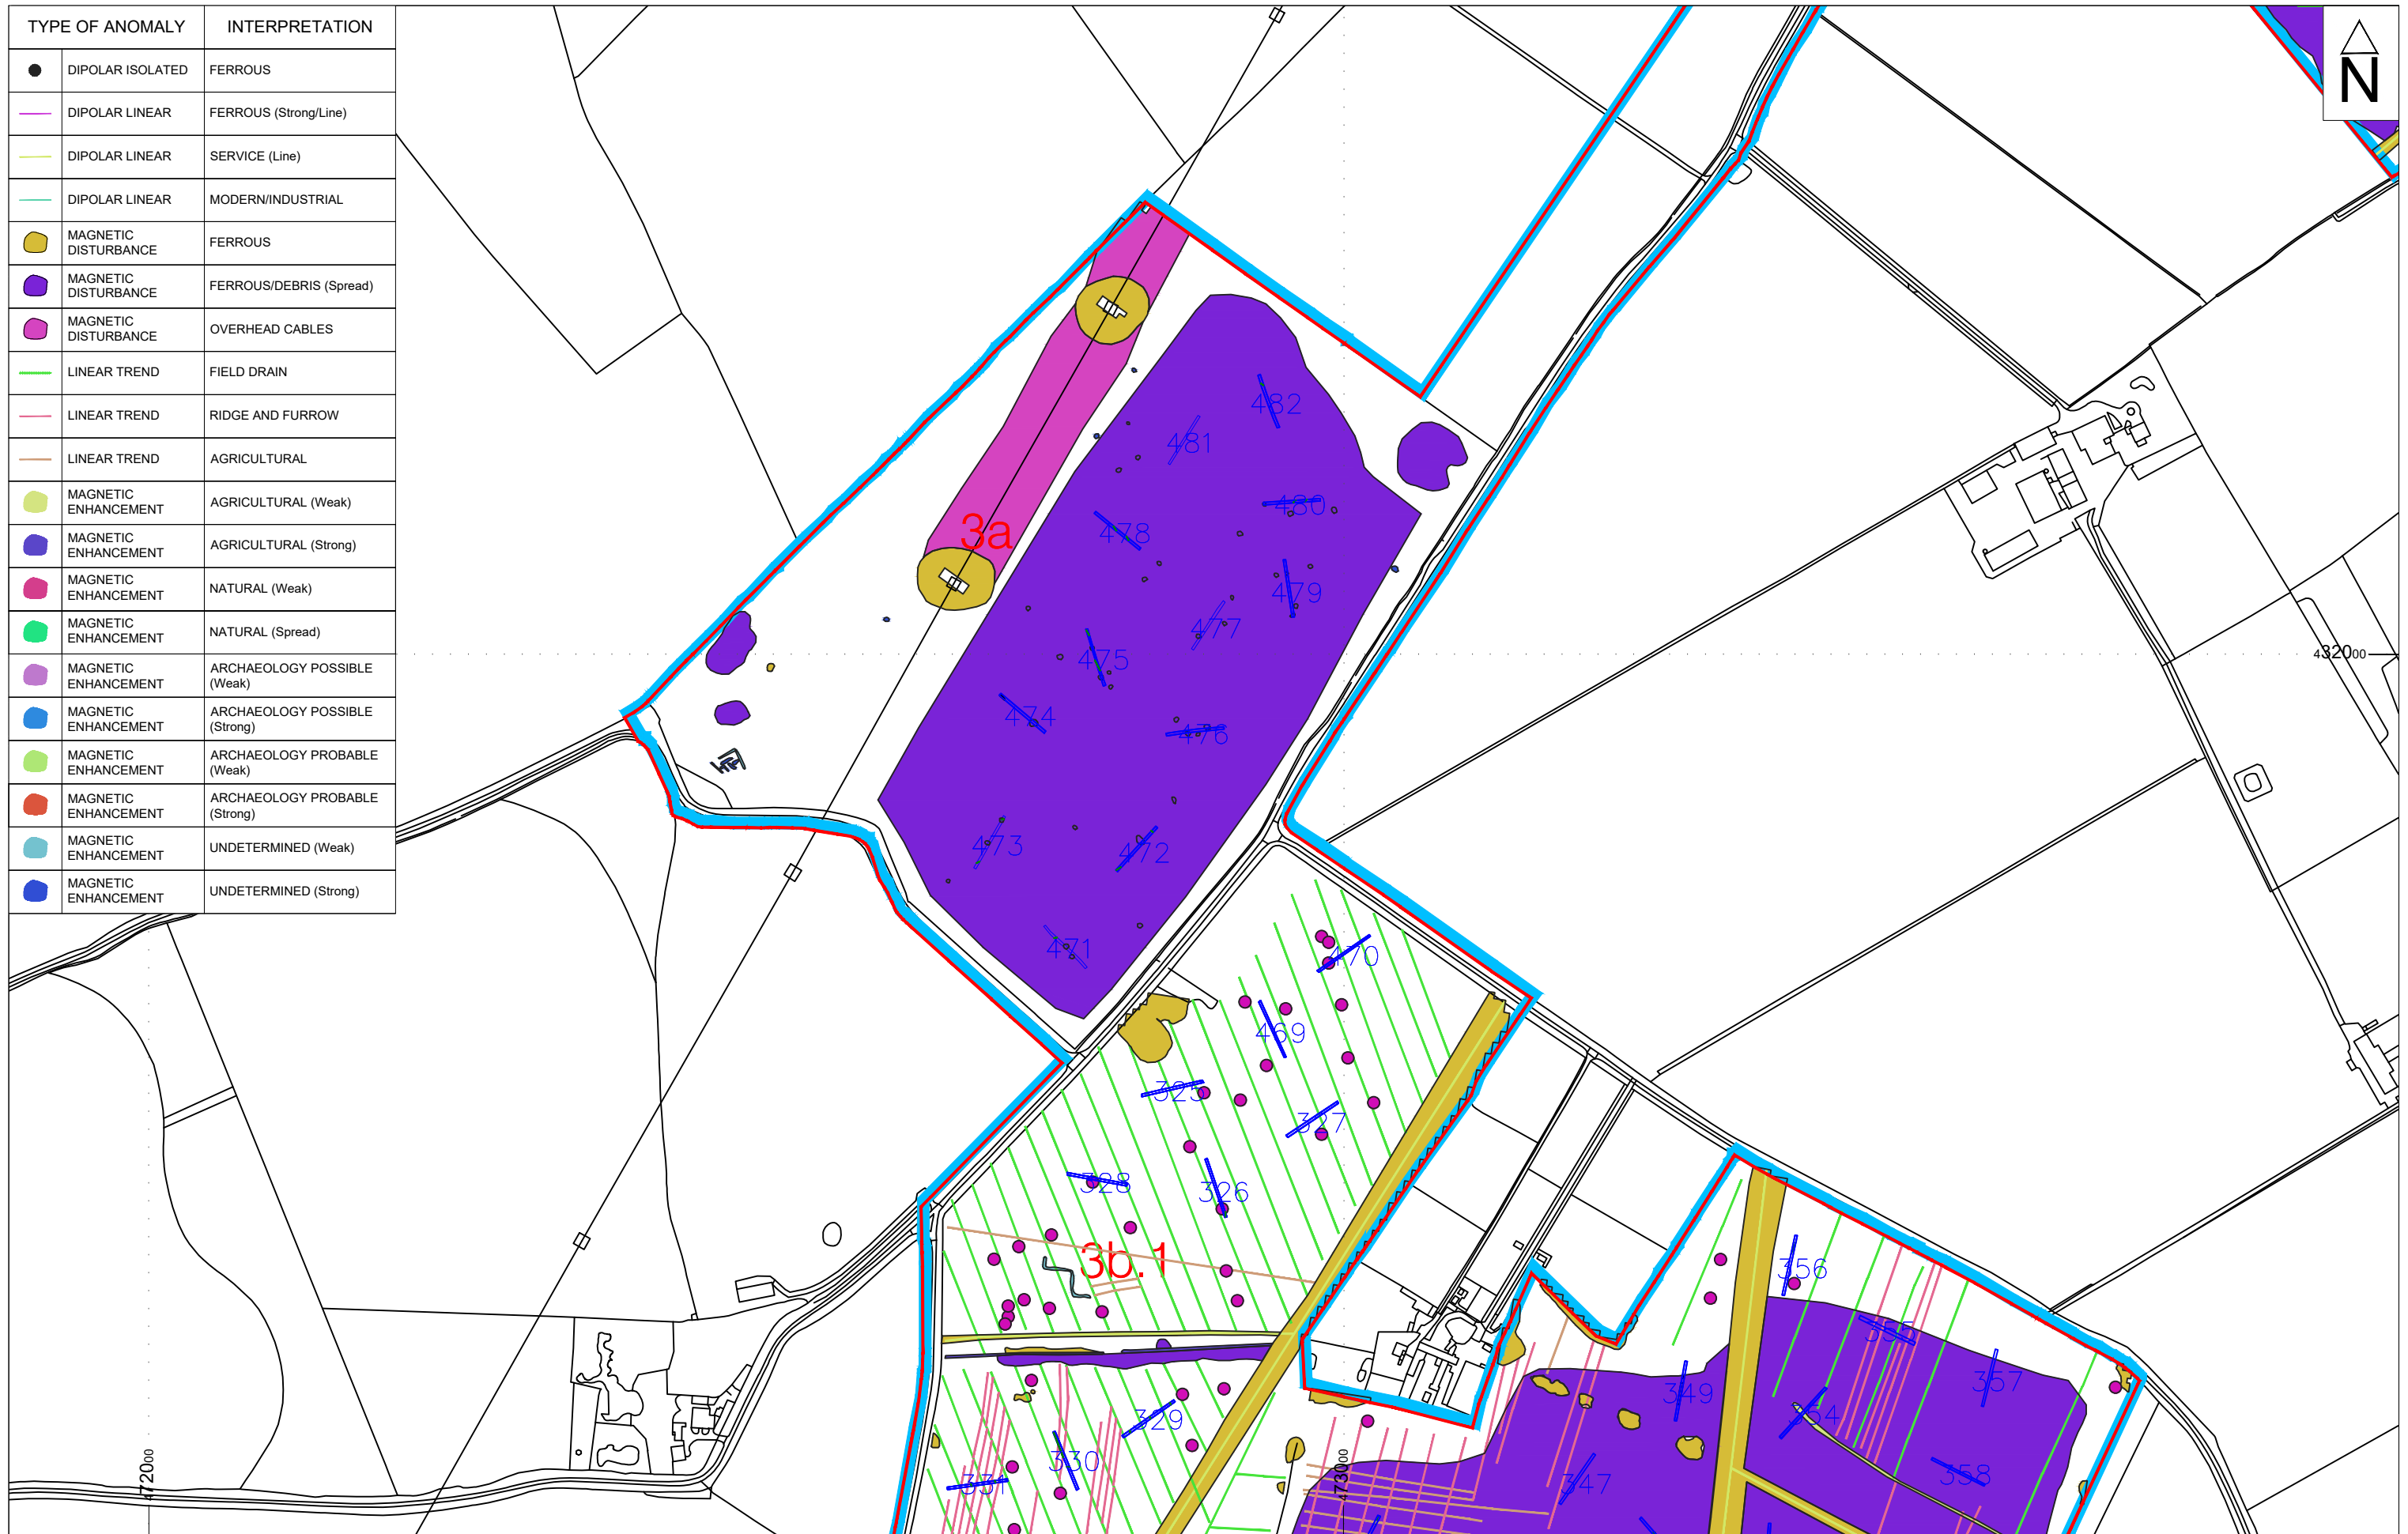 TYPE OF ANOMALY INTERPRETATION
DIPOLAR ISOLATED FERROUS
DIPOLAR LINEAR FERROUS (Strong/Line)
DIPOLAR LINEAR SERVICE (Line)
DIPOLAR LINEAR MODERN/INDUSTRIAL
MAGNETIC DISTURBANCE FERROUS
MAGNETIC DISTURBANCE FERROUS/DEBRIS (Spread)
MAGNETIC DISTURBANCE OVERHEAD CABLES
LINEAR TREND FIELD DRAIN
LINEAR TREND RIDGE AND FURROW
LINEAR TREND AGRICULTURAL
MAGNETIC ENHANCEMENT AGRICULTURAL (Weak)
MAGNETIC ENHANCEMENT AGRICULTURAL (Strong)
MAGNETIC ENHANCEMENT NATURAL (Weak)
MAGNETIC ENHANCEMENT NATURAL (Spread)
MAGNETIC ENHANCEMENT ARCHAEOLOGY POSSIBLE (Weak)
MAGNETIC ENHANCEMENT ARCHAEOLOGY POSSIBLE (Strong)
MAGNETIC ENHANCEMENT ARCHAEOLOGY PROBABLE (Weak)
MAGNETIC ENHANCEMENT ARCHAEOLOGY PROBABLE (Strong)
MAGNETIC ENHANCEMENT UNDETERMINED (Weak)
MAGNETIC ENHANCEMENT UNDETERMINED (Strong)
N
482
481
480
478
3a
479
477
475
432000
474
476
473
472
471
470
469
325
327
328
326
3b.1
356
355
357
349
354
329
330
331
358
347
472000
473000